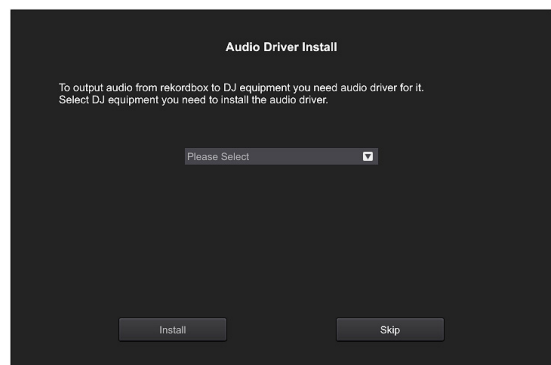 Audio Driver Install
To output audio from rekordbox to DJ equipment you need audio driver for it.
Select DJ equipment you need to install the audio driver.
Please Select
Install
Skip